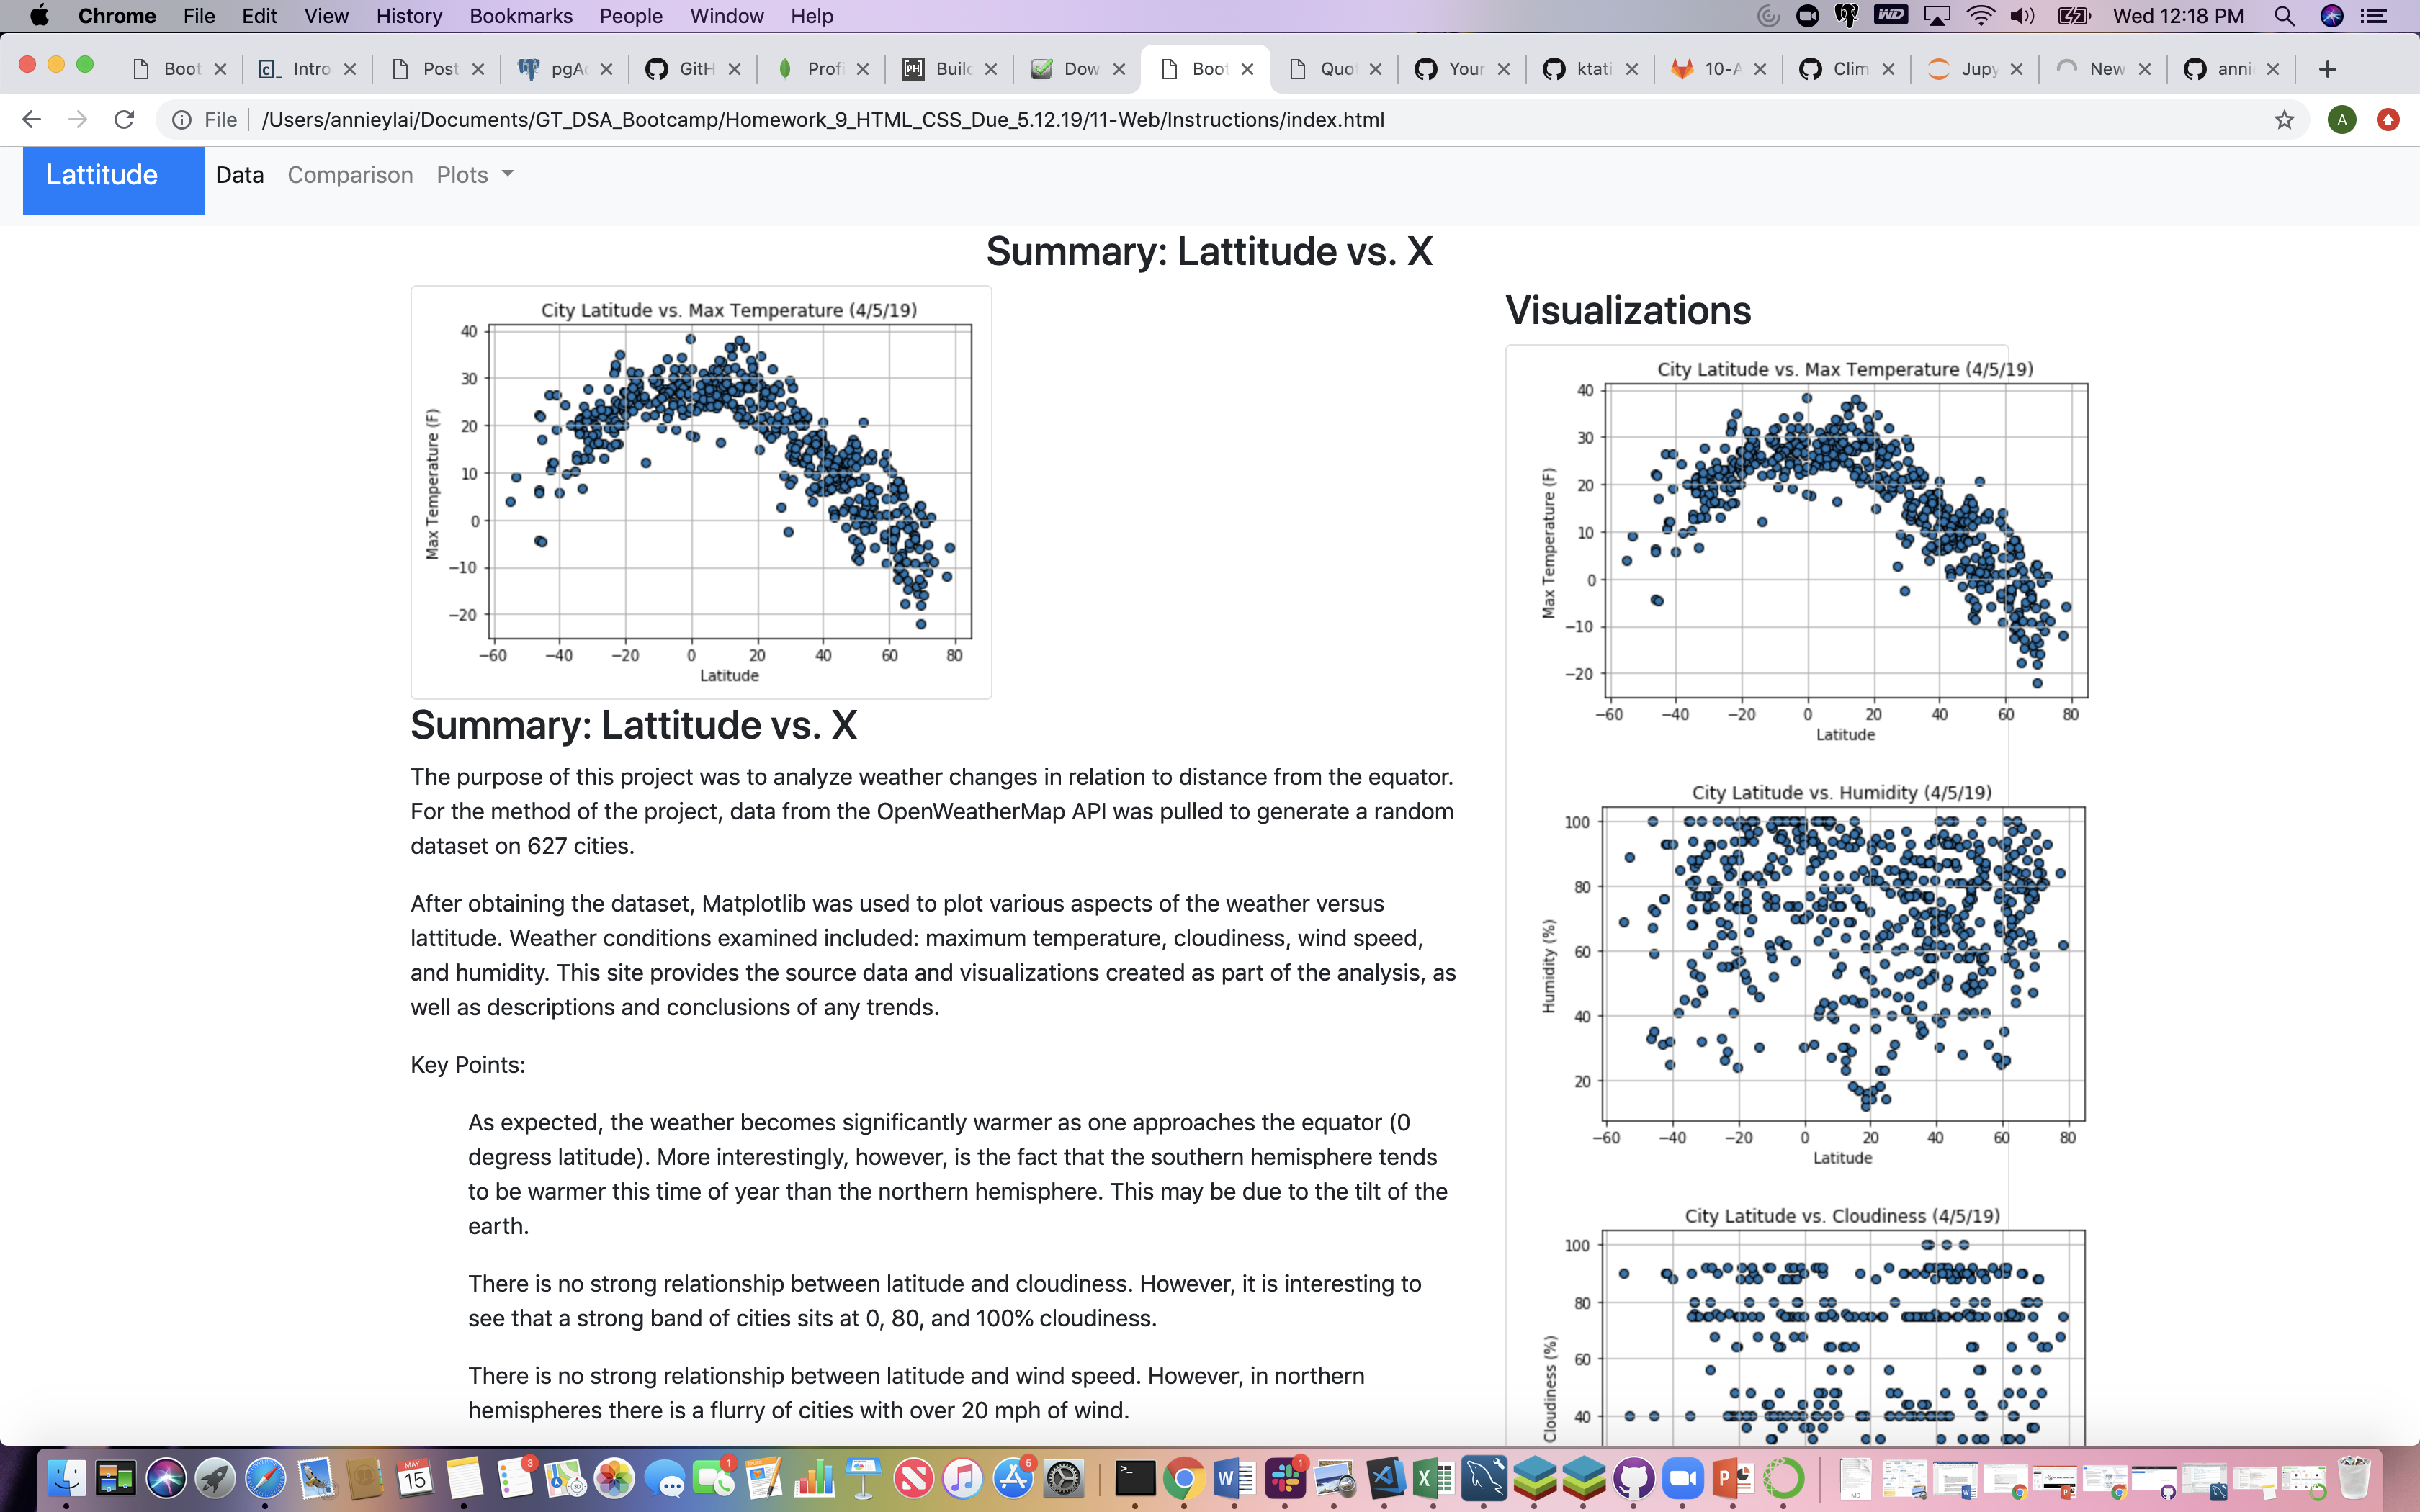 Chrome File Edit View History Bookmarks People Window Help
WD Wed 12:18 PM
Boot Intro Post pgA GitH Profi Build Dow Boot Quot Your ktati 10-A Clim Jupy New anni
File /Users/annieylai/Documents/GT_DSA_Bootcamp/Homework_9_HTML_CSS_Due_5.12.19/11-Web/Instructions/index.html A
Lattitude Data Comparison Plots
Summary: Lattitude vs. X
City Latitude vs. Max Temperature (4/5/19)
40
30
20
10
0
−10
−20
Max Temperature (F)
−60 −40 −20 0 20 40 60 80
Latitude
Summary: Lattitude vs. X
The purpose of this project was to analyze weather changes in relation to distance from the equator.
For the method of the project, data from the OpenWeatherMap API was pulled to generate a random
dataset on 627 cities.
After obtaining the dataset, Matplotlib was used to plot various aspects of the weather versus
lattitude. Weather conditions examined included: maximum temperature, cloudiness, wind speed,
and humidity. This site provides the source data and visualizations created as part of the analysis, as
well as descriptions and conclusions of any trends.
Key Points:
As expected, the weather becomes significantly warmer as one approaches the equator (0
degress latitude). More interestingly, however, is the fact that the southern hemisphere tends
to be warmer this time of year than the northern hemisphere. This may be due to the tilt of the
earth.
There is no strong relationship between latitude and cloudiness. However, it is interesting to
see that a strong band of cities sits at 0, 80, and 100% cloudiness.
There is no strong relationship between latitude and wind speed. However, in northern
hemispheres there is a flurry of cities with over 20 mph of wind.
Visualizations
City Latitude vs. Max Temperature (4/5/19)
40
30
20
10
0
−10
−20
Max Temperature (F)
−60 −40 −20 0 20 40 60 80
Latitude
City Latitude vs. Humidity (4/5/19)
100
80
60
40
20
Humidity (%)
−60 −40 −20 0 20 40 60 80
Latitude
City Latitude vs. Cloudiness (4/5/19)
100
80
60
40
Cloudiness (%)
MAY
15
3
1
5
1